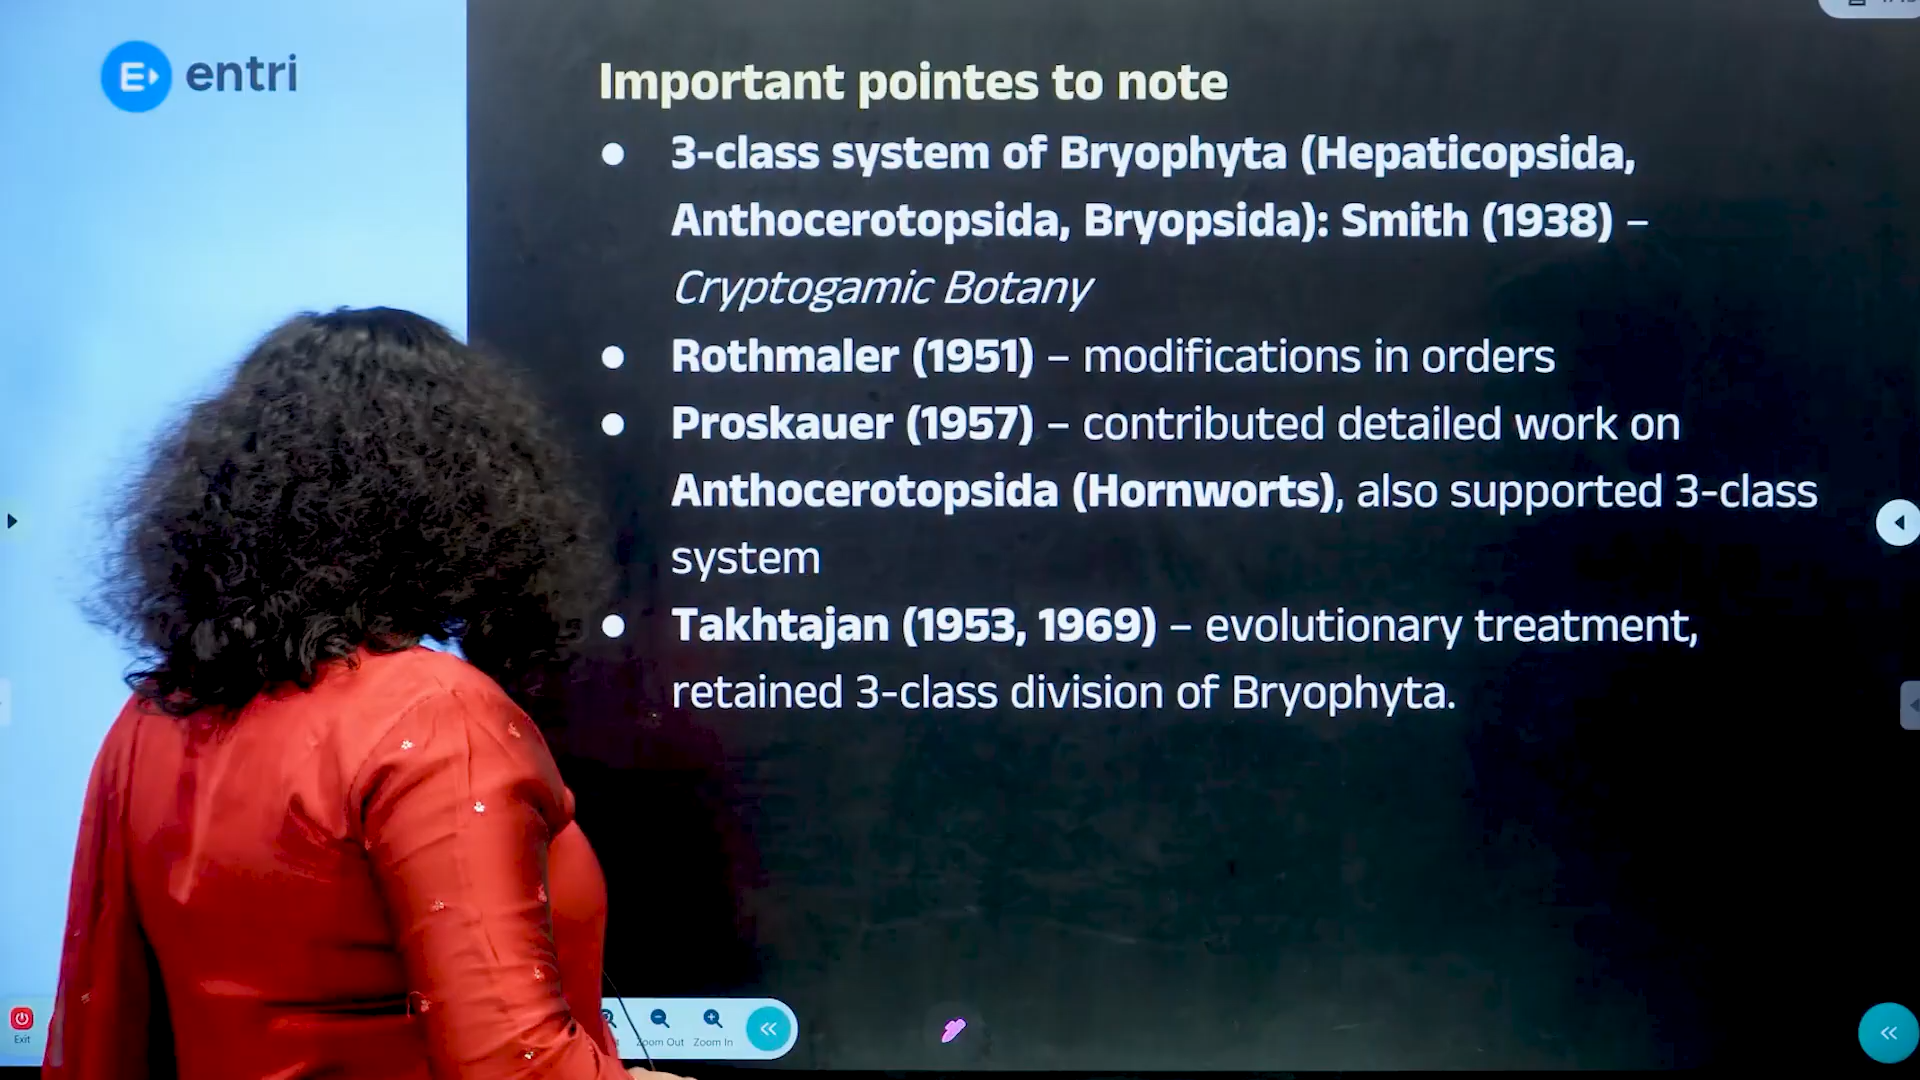 entri
Important pointes to note
● 3-class system of Bryophyta (Hepaticopsida,
Anthocerotopsida, Bryopsida): Smith (1938) –
Cryptogamic Botany
● Rothmaler (1951) – modifications in orders
● Proskauer (1957) – contributed detailed work on
Anthocerotopsida (Hornworts), also supported 3-class
system
● Takhtajan (1953, 1969) – evolutionary treatment,
retained 3-class division of Bryophyta.
Exit
Zoom Out Zoom In